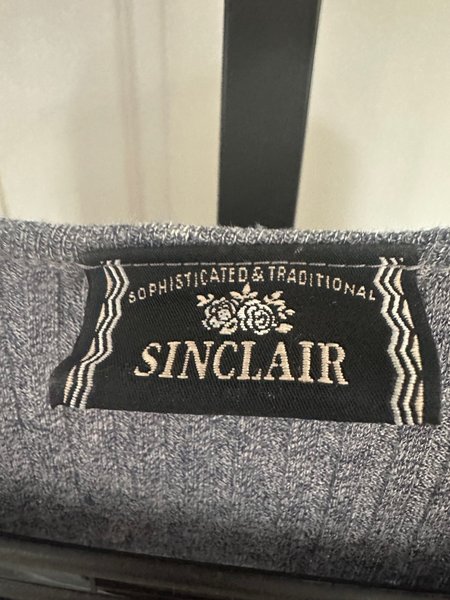 SOPHISTICATED & TRADITIONAL
SINCLAIR